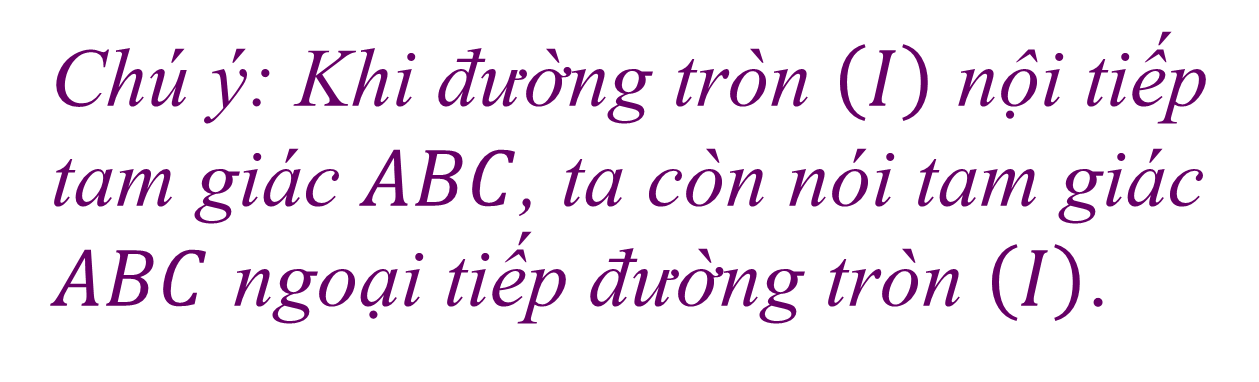 Chú ý: Khi đường tròn (I) nội tiếp
tam giác ABC, ta còn nói tam giác
ABC ngoại tiếp đường tròn (I).